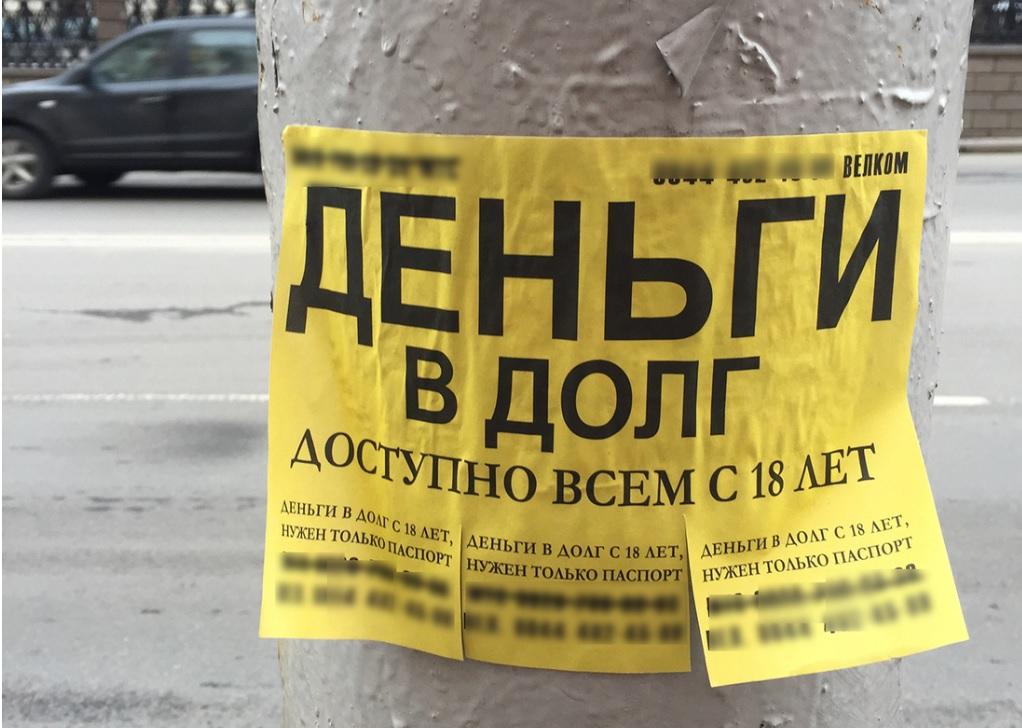 ВЕЛКОМ
ДЕНЬГИ
В ДОЛГ
ДОСТУПНО ВСЕМ С 18 ЛЕТ
ДЕНЬГИ В ДОЛГ С 18 ЛЕТ,
НУЖЕН ТОЛЬКО ПАСПОРТ
ДЕНЬГИ В ДОЛГ С 18 ЛЕТ,
НУЖЕН ТОЛЬКО ПАСПОРТ
ДЕНЬГИ В ДОЛГ С 18 ЛЕТ,
НУЖЕН ТОЛЬКО ПАСПОРТ